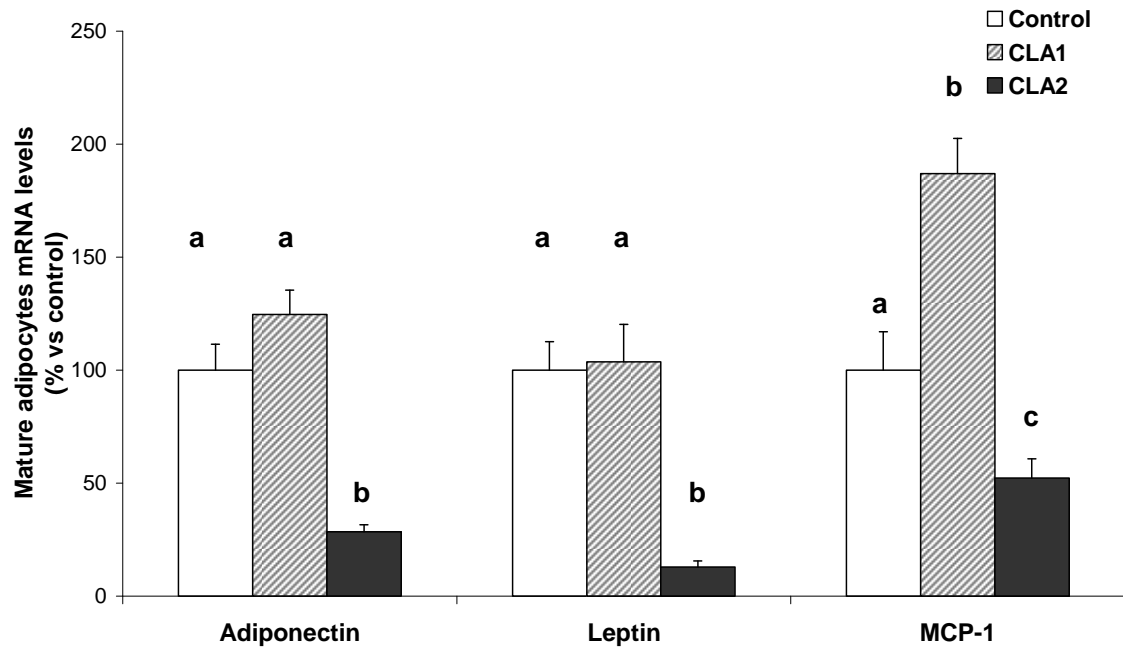 Control
CLA1
CLA2
Mature adipocytes mRNA levels
(% vs control)
250
200
150
100
50
0
a
a
b
a
a
b
a
b
c
Adiponectin
Leptin
MCP-1